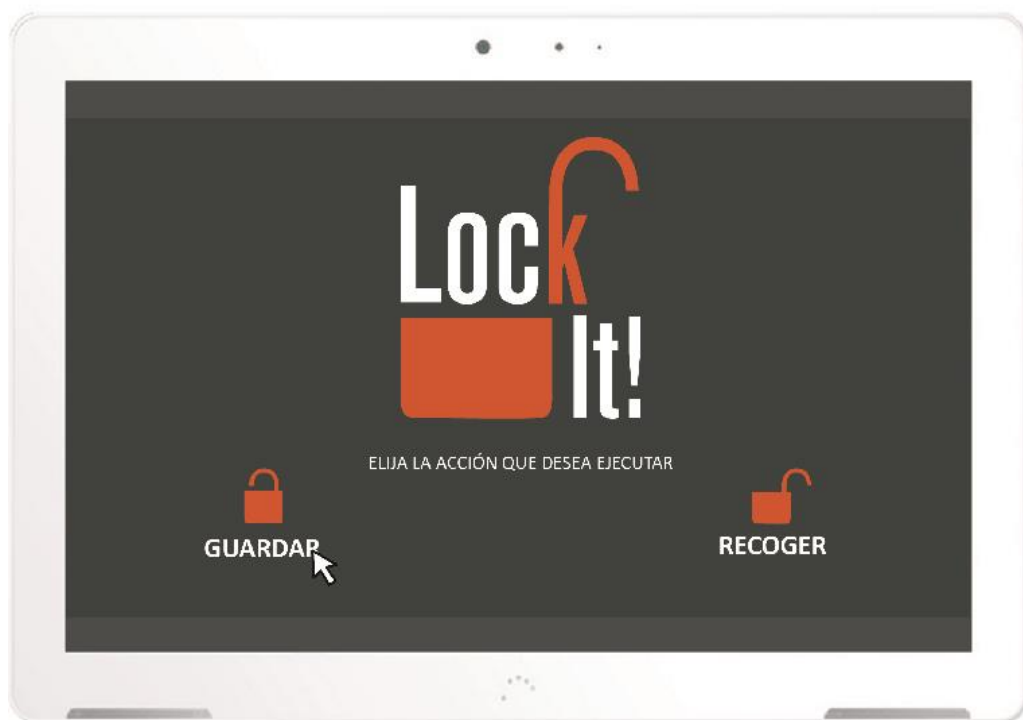 Lock
It!
ELIJA LA ACCIÓN QUE DESEA EJECUTAR
GUARDAR
RECOGER